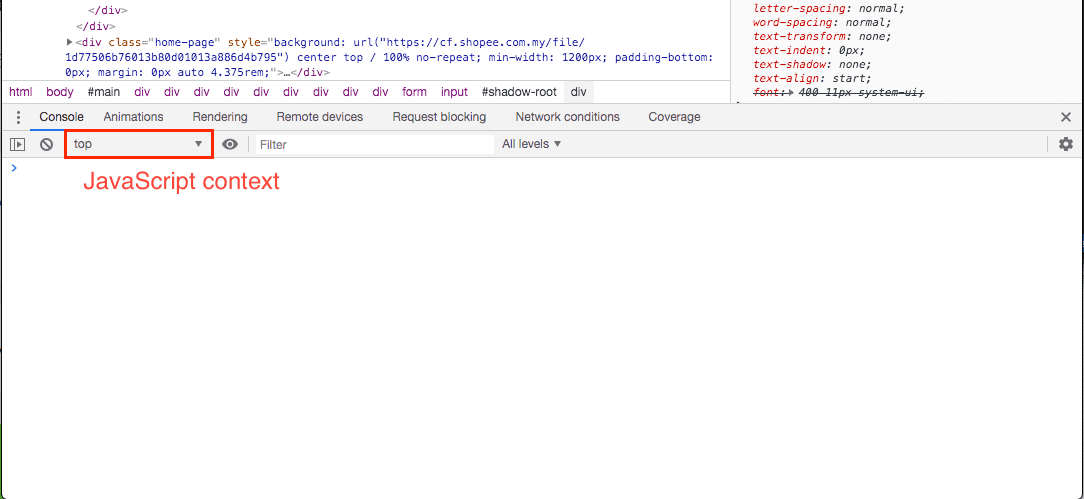 </div>
</div>
<div class="home-page" style="background: url("https://cf.shopee.com.my/file/
1d77506b76013b80d01013a886d4b795") center top / 100% no-repeat; min-width: 1200px; padding-bottom:
0px; margin: 0px auto 4.375rem;">…</div>
letter-spacing: normal;
word-spacing: normal;
text-transform: none;
text-indent: 0px;
text-shadow: none;
text-align: start;
font: 400 11px system-ui;
html body #main div div div div div div div div div form input #shadow-root div
Console Animations Rendering Remote devices Request blocking Network conditions Coverage
top Filter All levels
JavaScript context